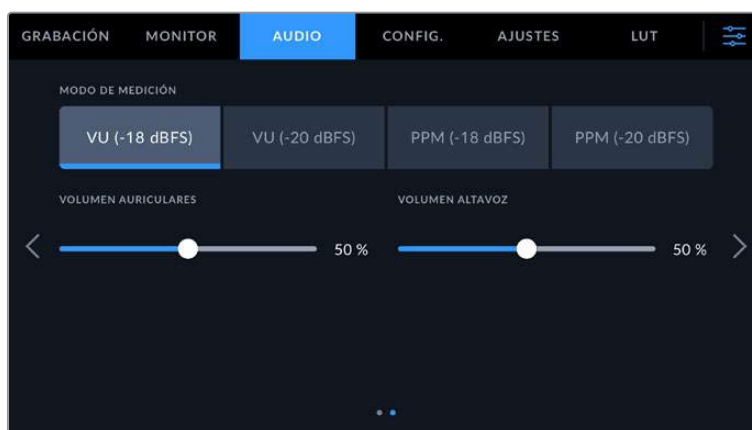 GRABACIÓN MONITOR AUDIO CONFIG. AJUSTES LUT
MODO DE MEDICIÓN
VU (-18 dBFS) VU (-20 dBFS) PPM (-18 dBFS) PPM (-20 dBFS)
VOLUMEN AURICULARES VOLUMEN ALTAVOZ
50 % 50 %